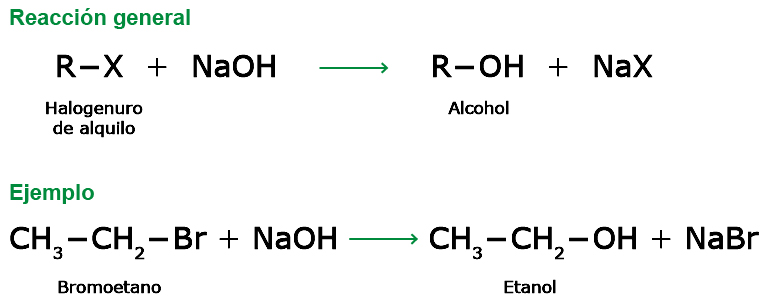 Reacción general
R−X + NaOH ⟶ R−OH + NaX
Halogenuro
de alquilo
Alcohol
Ejemplo
CH₃−CH₂−Br + NaOH ⟶ CH₃−CH₂−OH + NaBr
Bromoetano
Etanol